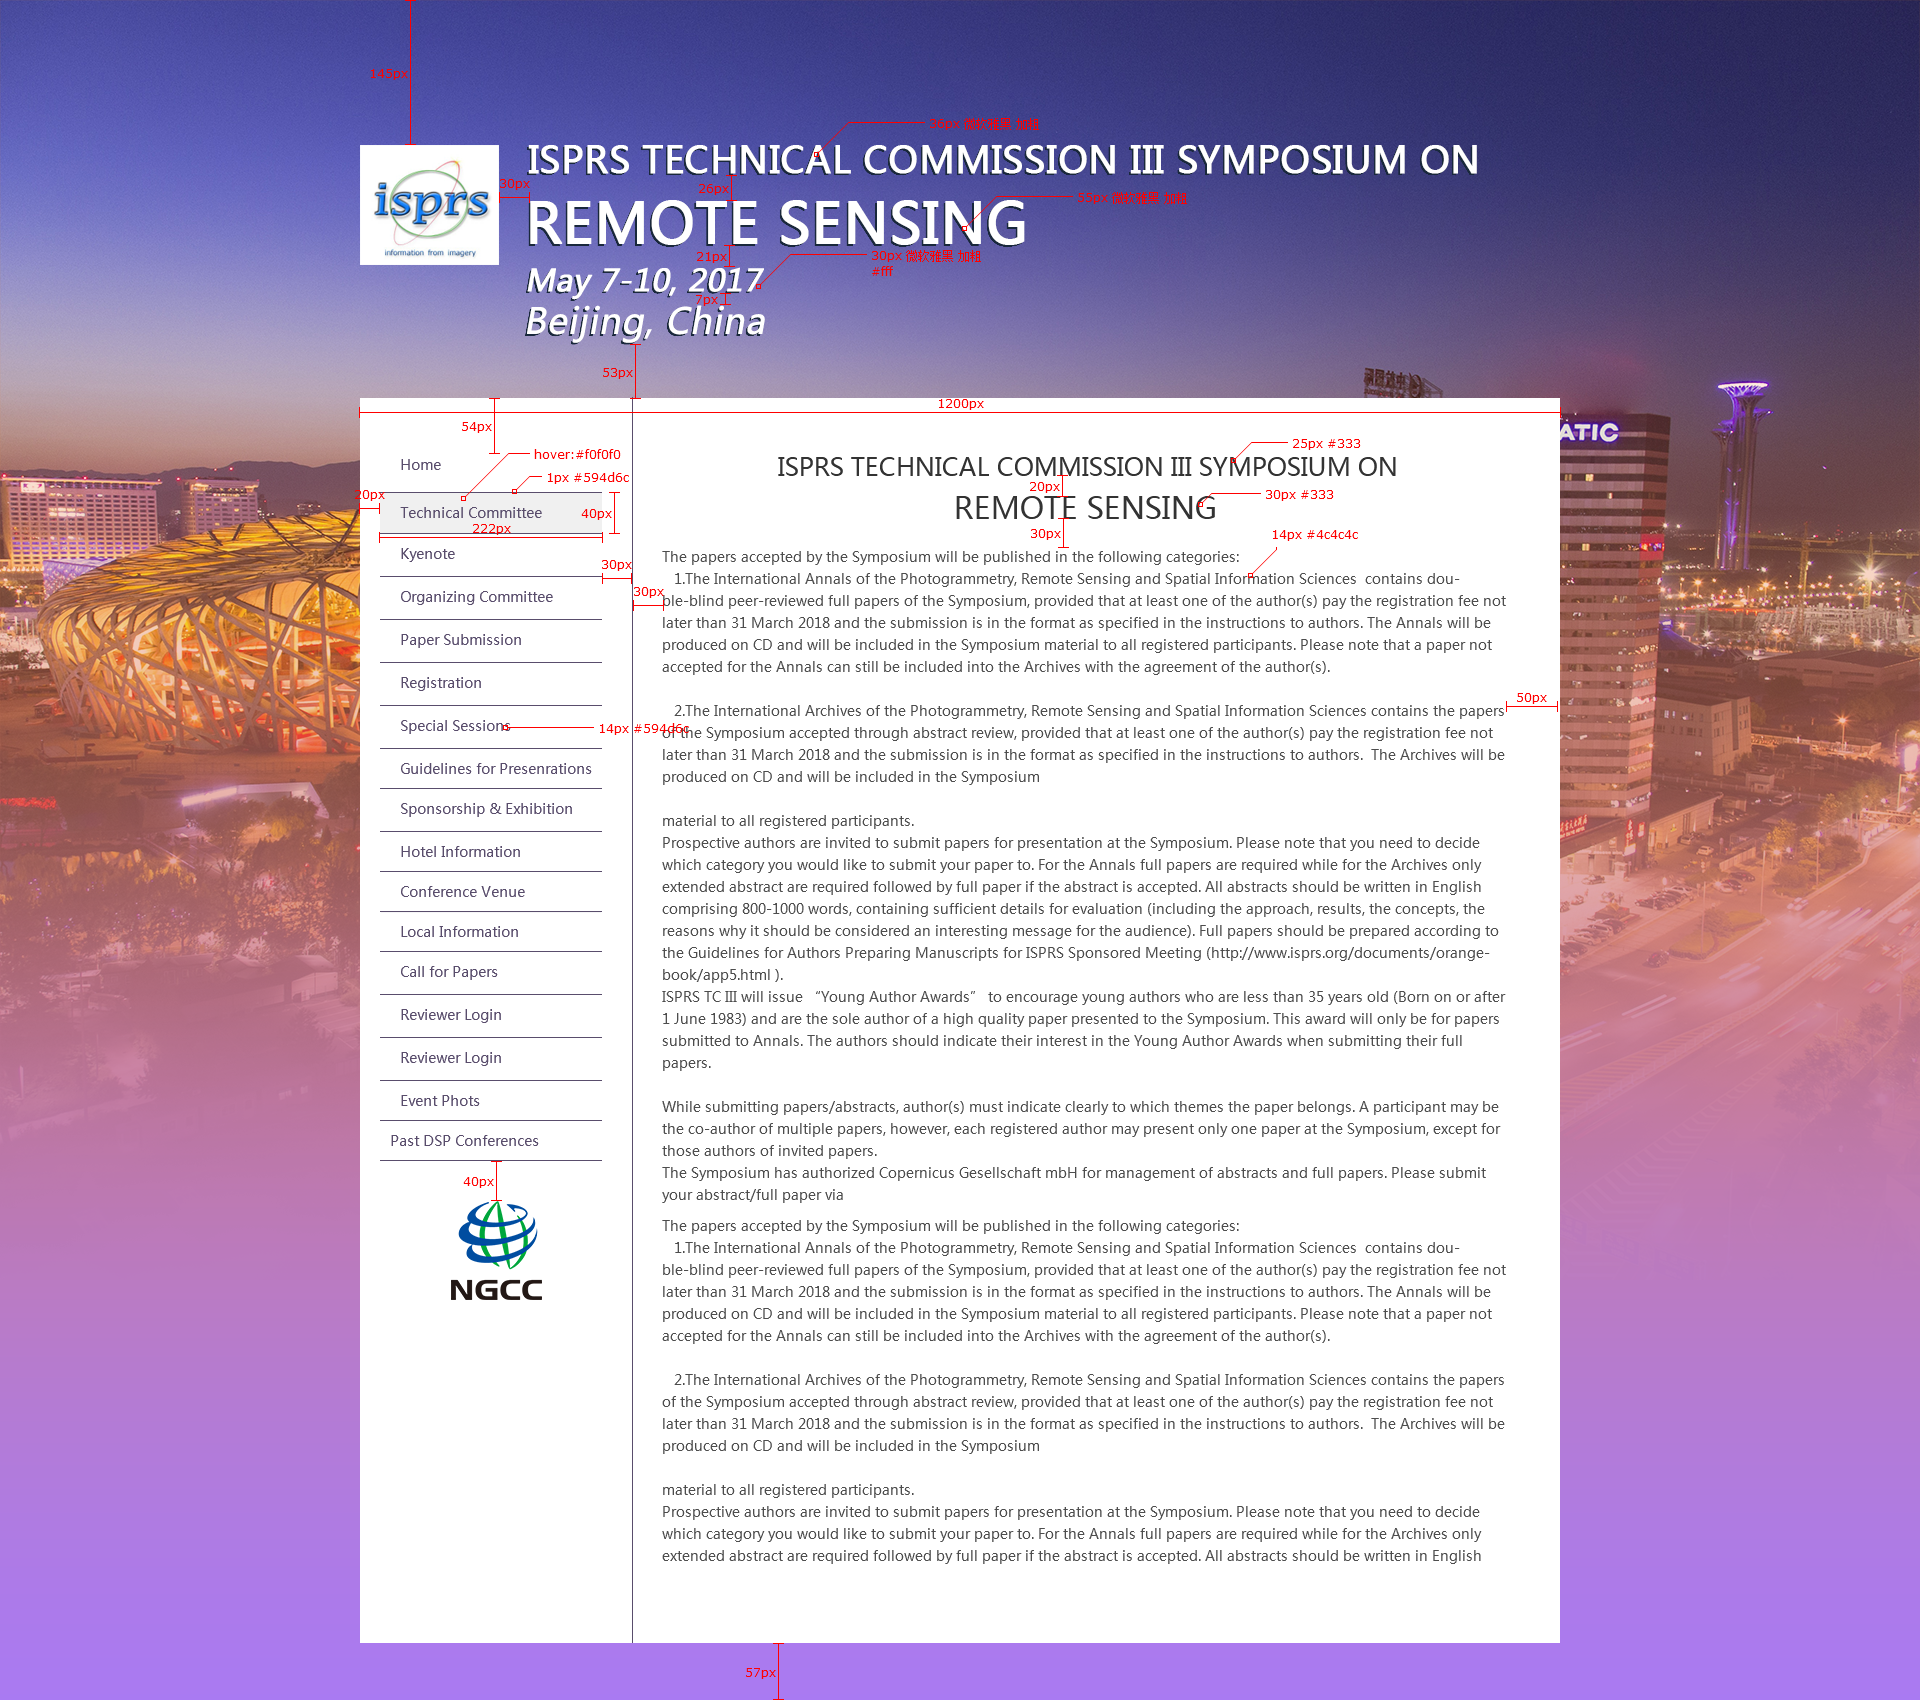 145px
36px 微软雅黑 加粗
ISPRS TECHNICAL COMMISSION III SYMPOSIUM ON
isprs
information from imagery
30px
26px
REMOTE SENSING
21px
30px 微软雅黑 加粗
#fff
May 7-10, 2017
7px
Beijing, China
53px
1200px
ATIC
54px
hover:#f0f0f0
1px #594d6c
20px
40px
222px
30px
30px
14px #594d6c
Home
Technical Committee
Kyenote
Organizing Committee
Paper Submission
Registration
Special Sessions
Guidelines for Presenrations
Sponsorship & Exhibition
Hotel Information
Conference Venue
Local Information
Call for Papers
Reviewer Login
Reviewer Login
Event Phots
Past DSP Conferences
40px
NGCC
25px #333
ISPRS TECHNICAL COMMISSION III SYMPOSIUM ON
20px
30px #333
REMOTE SENSING
30px
14px #4c4c4c
50px
The papers accepted by the Symposium will be published in the following categories:
1.The International Annals of the Photogrammetry, Remote Sensing and Spatial Information Sciences  contains dou-
ble-blind peer-reviewed full papers of the Symposium, provided that at least one of the author(s) pay the registration fee not
later than 31 March 2018 and the submission is in the format as specified in the instructions to authors. The Annals will be
produced on CD and will be included in the Symposium material to all registered participants. Please note that a paper not
accepted for the Annals can still be included into the Archives with the agreement of the author(s).
2.The International Archives of the Photogrammetry, Remote Sensing and Spatial Information Sciences contains the papers
of the Symposium accepted through abstract review, provided that at least one of the author(s) pay the registration fee not
later than 31 March 2018 and the submission is in the format as specified in the instructions to authors.  The Archives will be
produced on CD and will be included in the Symposium
material to all registered participants.
Prospective authors are invited to submit papers for presentation at the Symposium. Please note that you need to decide
which category you would like to submit your paper to. For the Annals full papers are required while for the Archives only
extended abstract are required followed by full paper if the abstract is accepted. All abstracts should be written in English
comprising 800-1000 words, containing sufficient details for evaluation (including the approach, results, the concepts, the
reasons why it should be considered an interesting message for the audience). Full papers should be prepared according to
the Guidelines for Authors Preparing Manuscripts for ISPRS Sponsored Meeting (http://www.isprs.org/documents/orange-
book/app5.html ).
ISPRS TC III will issue “Young Author Awards” to encourage young authors who are less than 35 years old (Born on or after
1 June 1983) and are the sole author of a high quality paper presented to the Symposium. This award will only be for papers
submitted to Annals. The authors should indicate their interest in the Young Author Awards when submitting their full
papers.
While submitting papers/abstracts, author(s) must indicate clearly to which themes the paper belongs. A participant may be
the co-author of multiple papers, however, each registered author may present only one paper at the Symposium, except for
those authors of invited papers.
The Symposium has authorized Copernicus Gesellschaft mbH for management of abstracts and full papers. Please submit
your abstract/full paper via
The papers accepted by the Symposium will be published in the following categories:
1.The International Annals of the Photogrammetry, Remote Sensing and Spatial Information Sciences  contains dou-
ble-blind peer-reviewed full papers of the Symposium, provided that at least one of the author(s) pay the registration fee not
later than 31 March 2018 and the submission is in the format as specified in the instructions to authors. The Annals will be
produced on CD and will be included in the Symposium material to all registered participants. Please note that a paper not
accepted for the Annals can still be included into the Archives with the agreement of the author(s).
2.The International Archives of the Photogrammetry, Remote Sensing and Spatial Information Sciences contains the papers
of the Symposium accepted through abstract review, provided that at least one of the author(s) pay the registration fee not
later than 31 March 2018 and the submission is in the format as specified in the instructions to authors.  The Archives will be
produced on CD and will be included in the Symposium
material to all registered participants.
Prospective authors are invited to submit papers for presentation at the Symposium. Please note that you need to decide
which category you would like to submit your paper to. For the Annals full papers are required while for the Archives only
extended abstract are required followed by full paper if the abstract is accepted. All abstracts should be written in English
57px